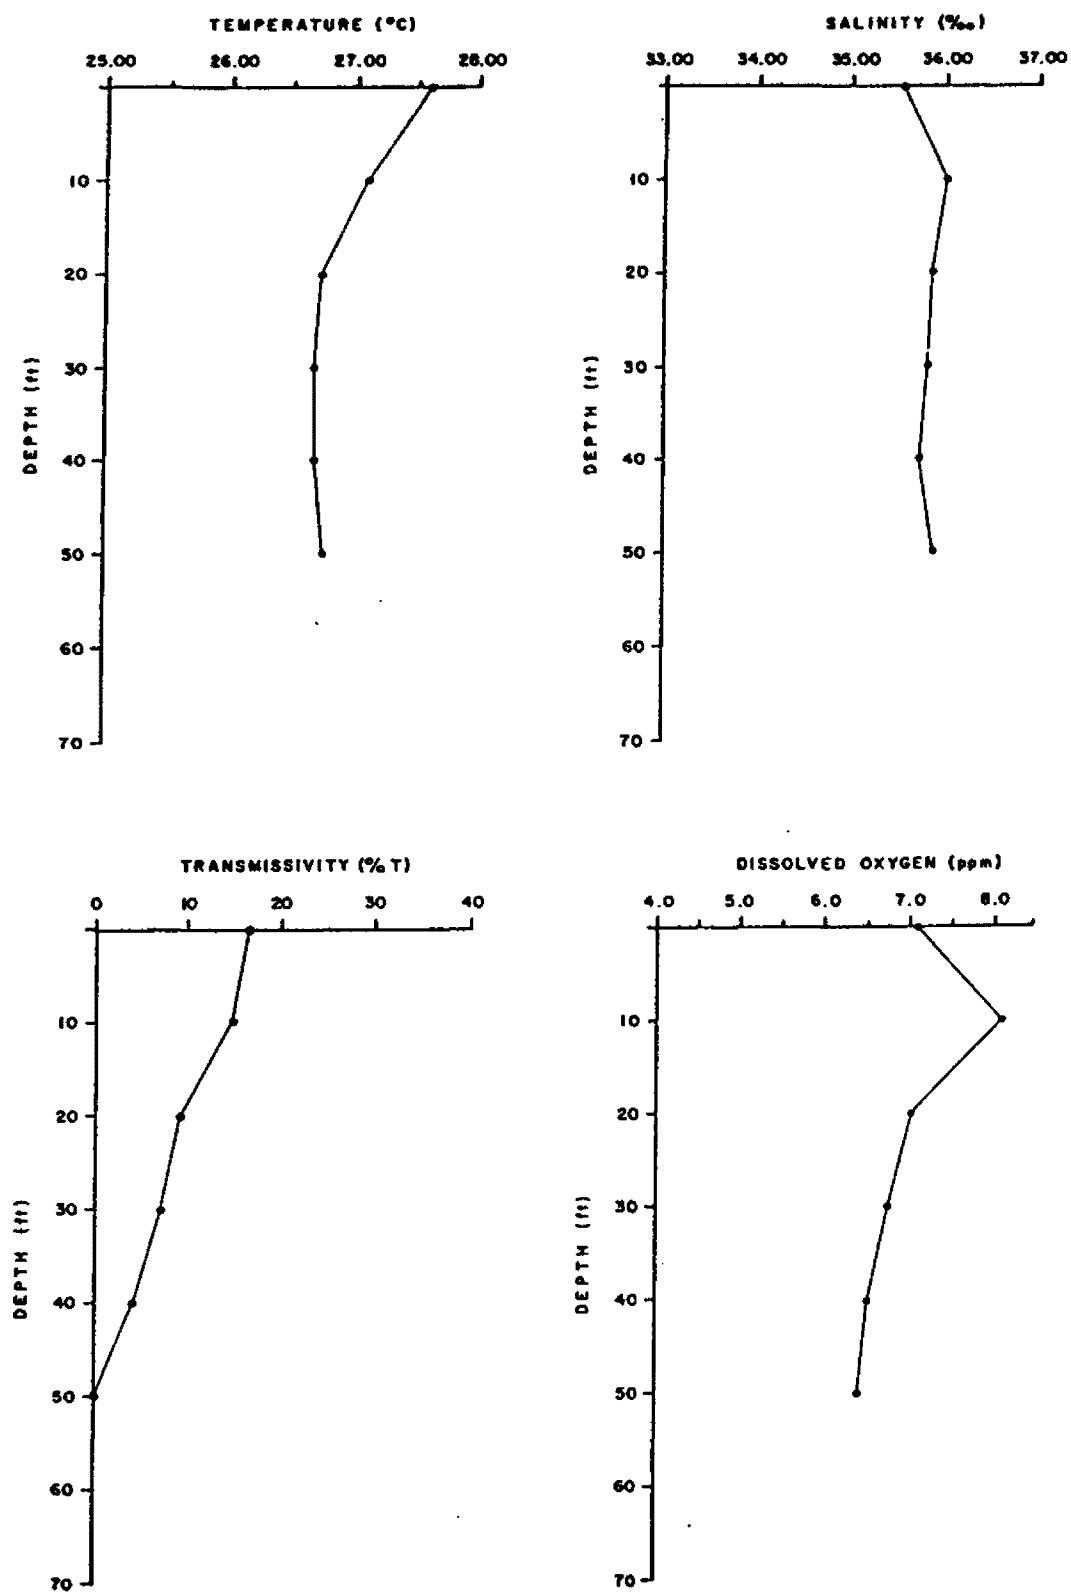 TEMPERATURE (°C)
25.00 26.00 27.00 28.00
10
20
30
40
50
60
70
DEPTH (ft)
SALINITY (‰)
33.00 34.00 35.00 36.00 37.00
10
20
30
40
50
60
70
DEPTH (ft)
TRANSMISSIVITY (% T)
0 10 20 30 40
10
20
30
40
50
60
70
DEPTH (ft)
DISSOLVED OXYGEN (ppm)
4.0 5.0 6.0 7.0 8.0
10
20
30
40
50
60
70
DEPTH (ft)